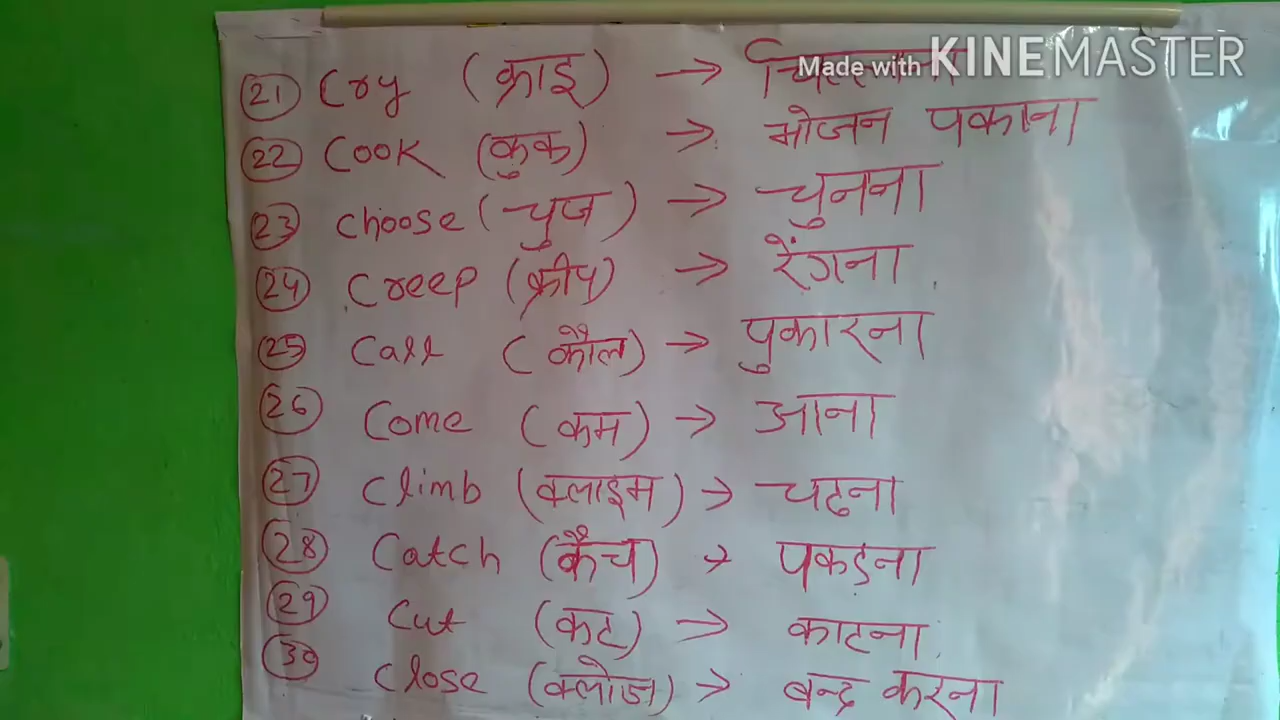 Made with KINEMASTER
21 Cry (क्राइ) →
22 Cook (कुक) → भोजन पकाना
23 choose (चुज) → चुनना
24 Creep (क्रीप) → रेंगना
25 Call (कौल) → पुकारना
26 Come (कम) → आना
27 Climb (क्लाइम) → चढना
28 Catch (कैच) → पकड़ना
29 Cut (कट) → काटना
30 Close (क्लोज) → बन्द करना